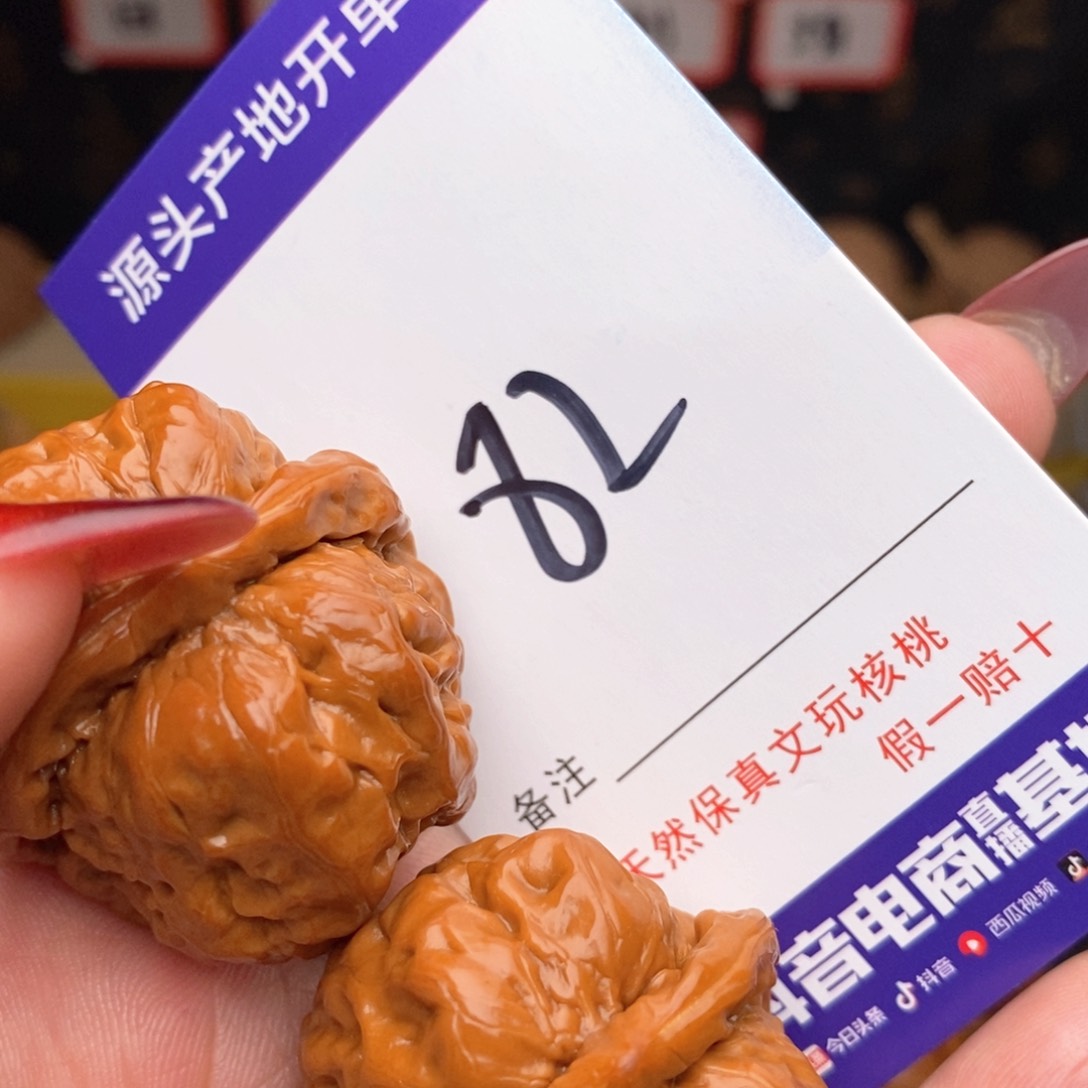 源头产地开单
82
备注
天然保真文玩核桃
假一赔十
抖音电商直播基
今日头条 抖音 西瓜视频